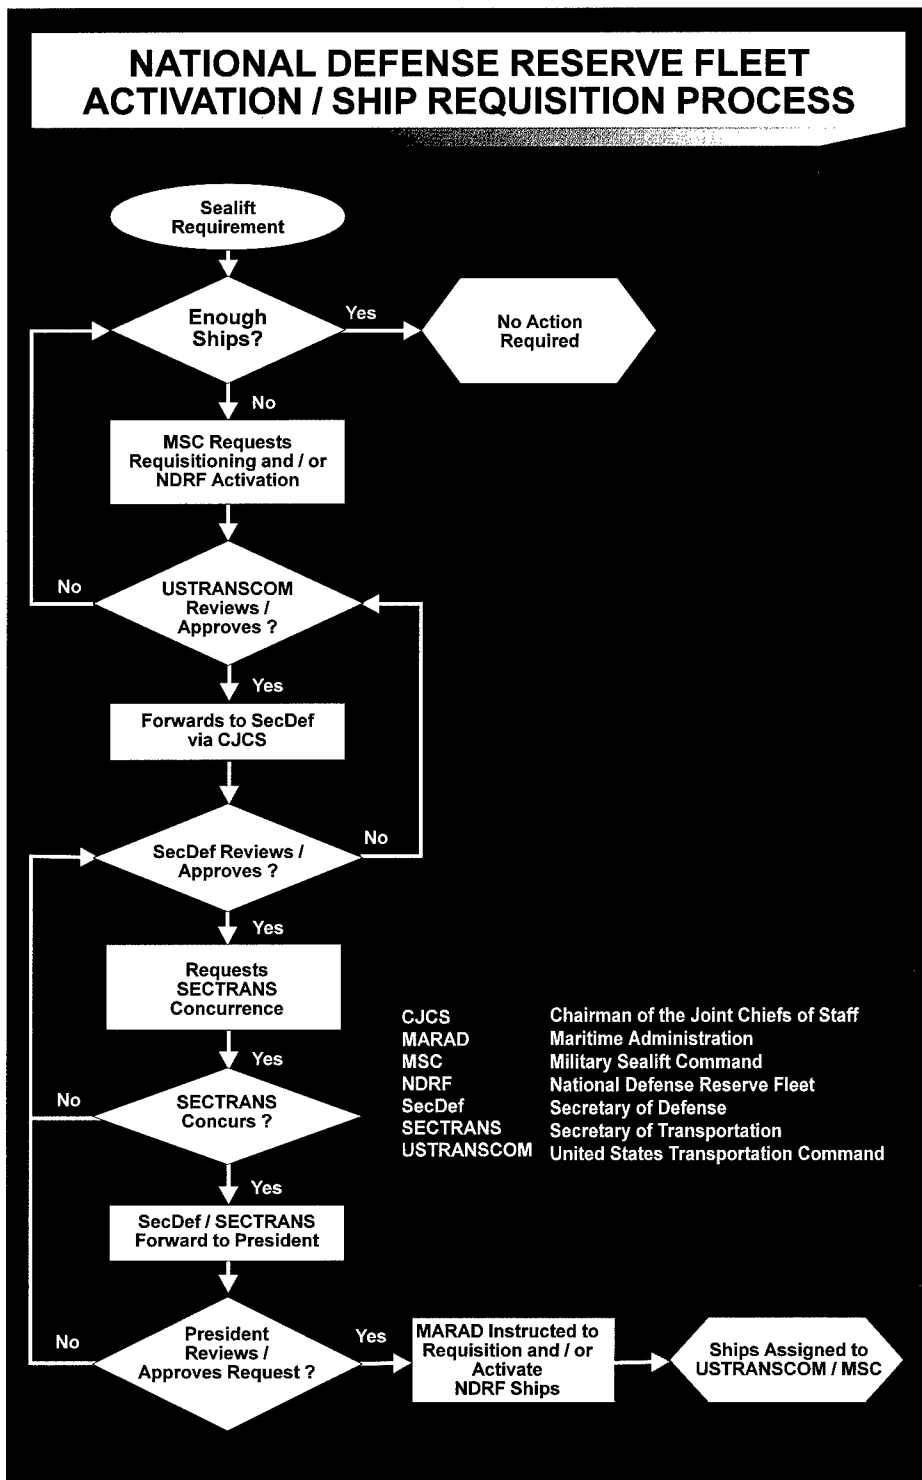 NATIONAL DEFENSE RESERVE FLEET
ACTIVATION / SHIP REQUISITION PROCESS
Sealift
Requirement
Enough
Ships?
Yes
No Action
Required
No
MSC Requests
Requisitioning and / or
NDRF Activation
No
USTRANSCOM
Reviews /
Approves ?
Yes
Forwards to SecDef
via CJCS
No
SecDef Reviews /
Approves ?
Yes
Requests
SECTRANS
Concurrence
Yes
No
SECTRANS
Concurs ?
CJCS Chairman of the Joint Chiefs of Staff
MARAD Maritime Administration
MSC Military Sealift Command
NDRF National Defense Reserve Fleet
SecDef Secretary of Defense
SECTRANS Secretary of Transportation
USTRANSCOM United States Transportation Command
Yes
SecDef / SECTRANS
Forward to President
No
President
Reviews /
Approves Request ?
Yes
MARAD Instructed to
Requisition and / or
Activate
NDRF Ships
Ships Assigned to
USTRANSCOM / MSC